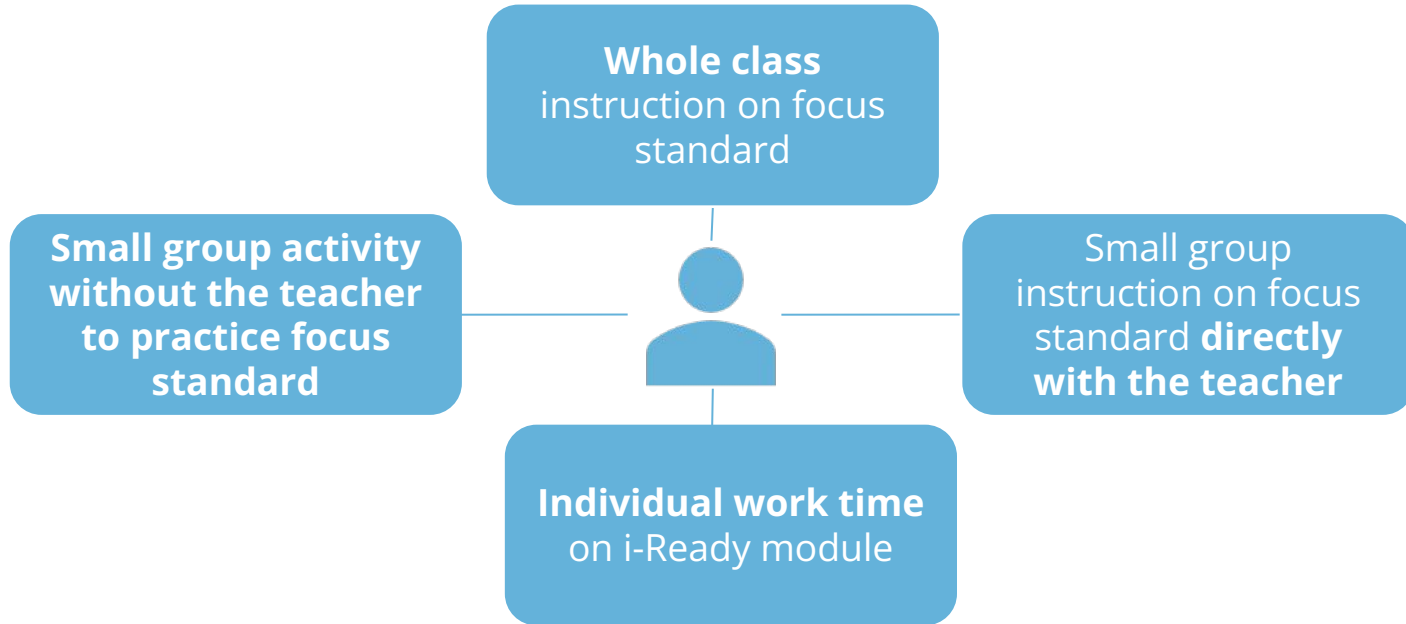 Whole class
instruction on focus
standard
Small group activity
without the teacher
to practice focus
standard
Small group
instruction on focus
standard directly
with the teacher
Individual work time
on i-Ready module